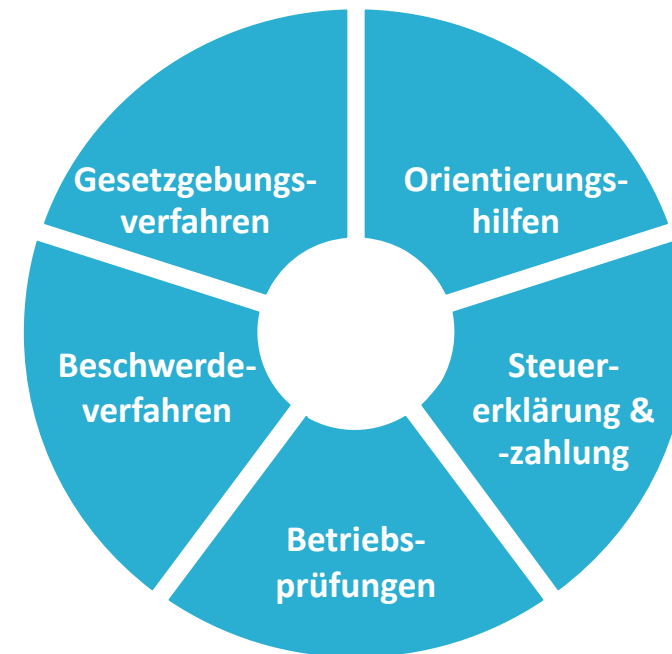 Gesetzgebungs-
verfahren
Orientierungs-
hilfen
Beschwerde-
verfahren
Steuer-
erklärung &
-zahlung
Betriebs-
prüfungen